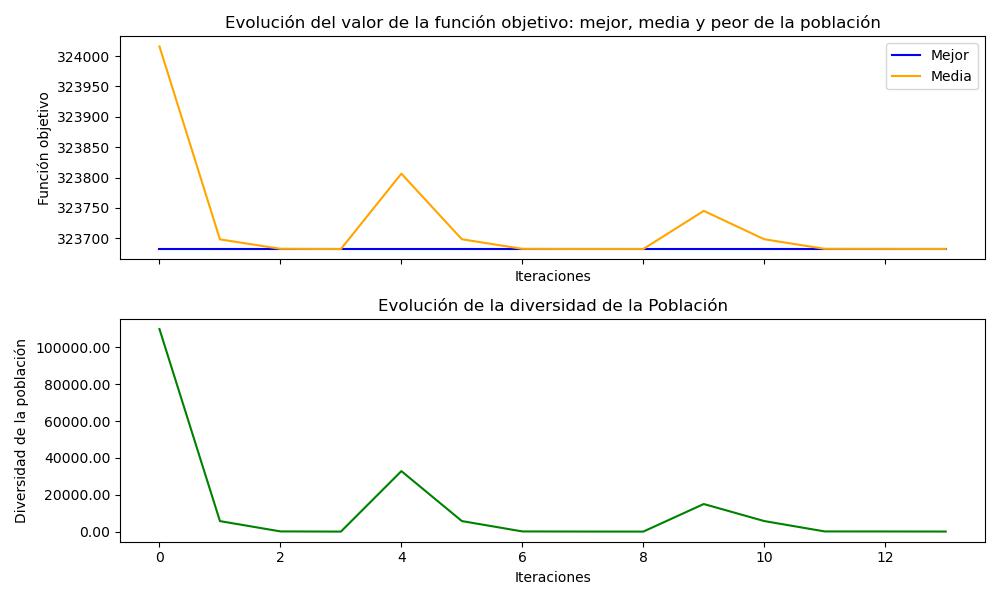 Evolución del valor de la función objetivo: mejor, media y peor de la población
Función objetivo
324000
323950
323900
323850
323800
323750
323700
Mejor
Media
Iteraciones
Evolución de la diversidad de la Población
Diversidad de la población
100000.00
80000.00
60000.00
40000.00
20000.00
0.00
0 2 4 6 8 10 12
Iteraciones